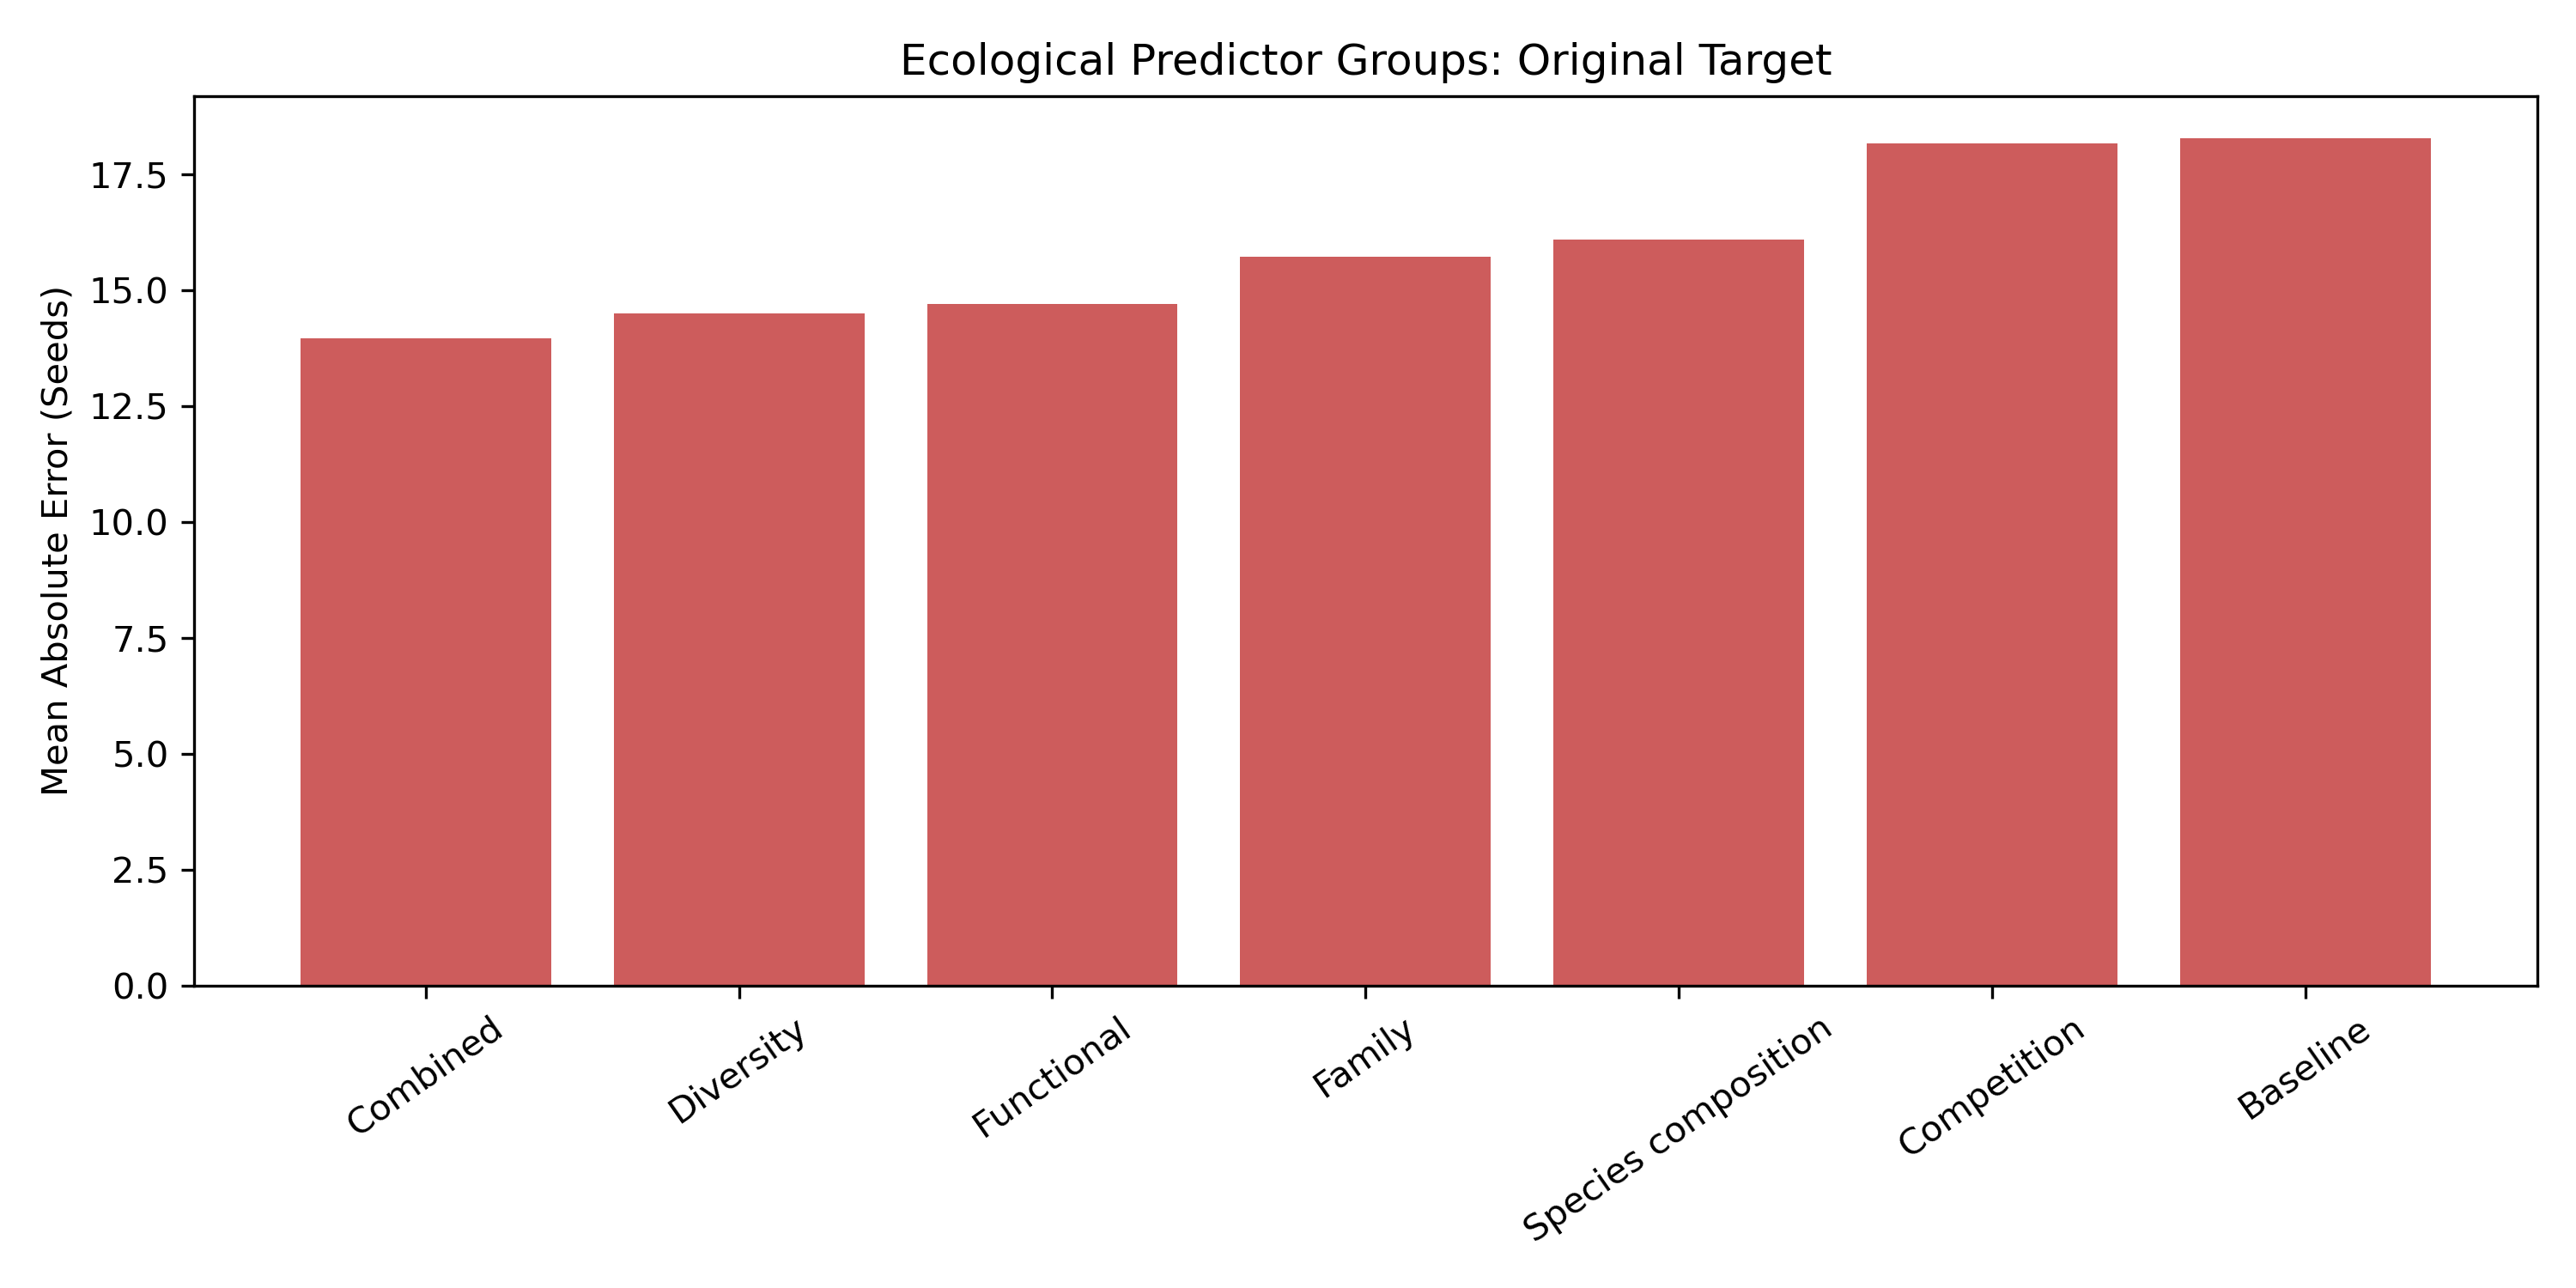 Ecological Predictor Groups: Original Target
Mean Absolute Error (Seeds)
17.5
15.0
12.5
10.0
7.5
5.0
2.5
0.0
Combined
Diversity
Functional
Family
Species composition
Competition
Baseline